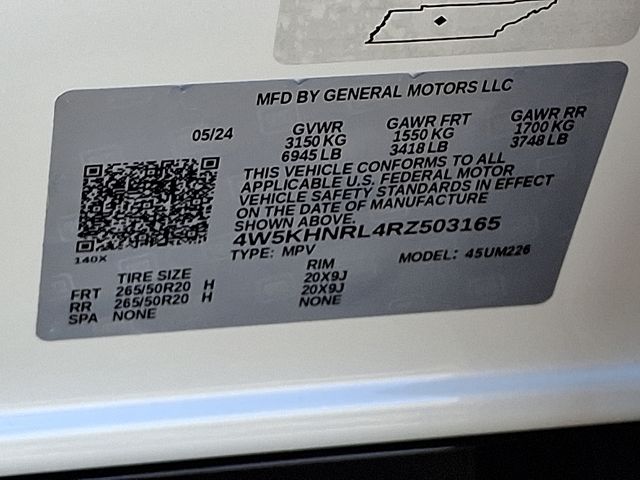 MFD BY GENERAL MOTORS LLC
05/24 GVWR GAWR FRT GAWR RR
3150 KG 1550 KG 1700 KG
6945 LB 3418 LB 3748 LB
THIS VEHICLE CONFORMS TO ALL
APPLICABLE U.S. FEDERAL MOTOR
VEHICLE SAFETY STANDARDS IN EFFECT
ON THE DATE OF MANUFACTURE
SHOWN ABOVE.
4W5KHNRL4RZ503165
140X
TYPE: MPV MODEL: 45UM226
TIRE SIZE RIM
FRT 265/50R20 H 20X9J
RR 265/50R20 H 20X9J
SPA NONE NONE